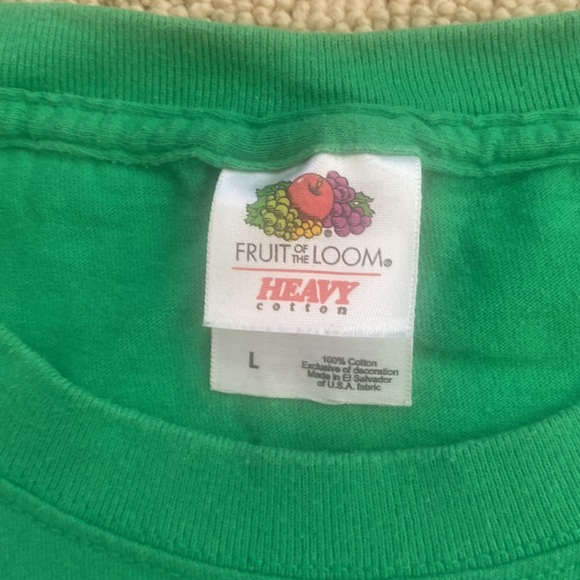 FRUIT OF THE LOOM®
HEAVY
cotton
L
100% Cotton
Exclusive of decoration
Made in El Salvador
of U.S.A. fabric